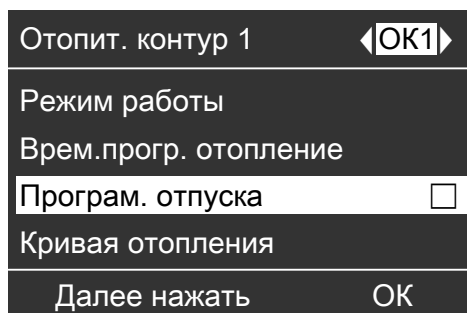 Отопит. контур 1 ОК1
Режим работы
Врем.прогр. отопление
Програм. отпуска
Кривая отопления
Далее нажать ОК